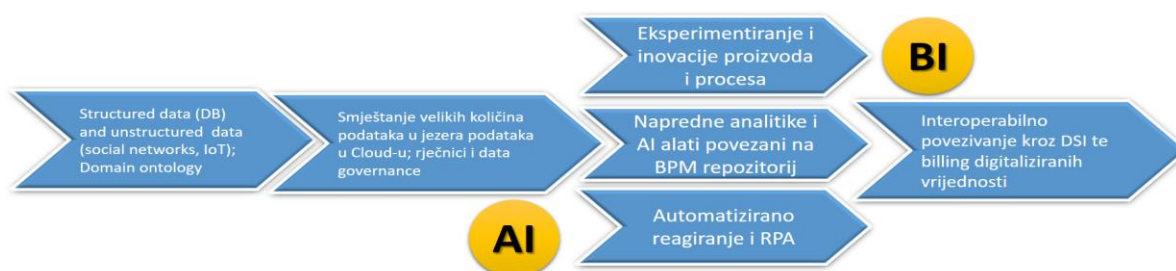 Structured data (DB)
and unstructured data
(social networks, IoT);
Domain ontology
Smještanje velikih količina
podataka u jezera podataka
u Cloud-u; rječnici i data
governance
AI
Eksperimentiranje i
inovacije proizvoda
i procesa
Napredne analitike i
AI alati povezani na
BPM repozitorij
Automatizirano
reagiranje i RPA
BI
Interoperabilno
povezivanje kroz DSI te
billing digitaliziranih
vrijednosti